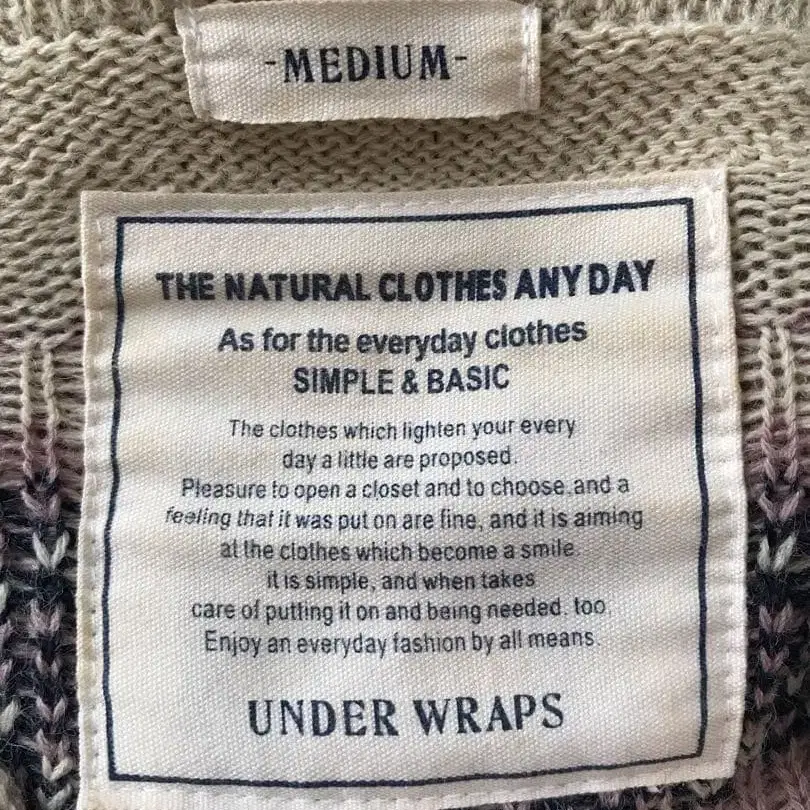 -MEDIUM-
THE NATURAL CLOTHES ANY DAY
As for the everyday clothes
SIMPLE & BASIC
The clothes which lighten your every
day a little are proposed.
Pleasure to open a closet and to choose.and a
feeling that it was put on are fine, and it is aiming
at the clothes which become a smile.
it is simple, and when takes
care of putting it on and being needed. too
Enjoy an everyday fashion by all means.
UNDER WRAPS